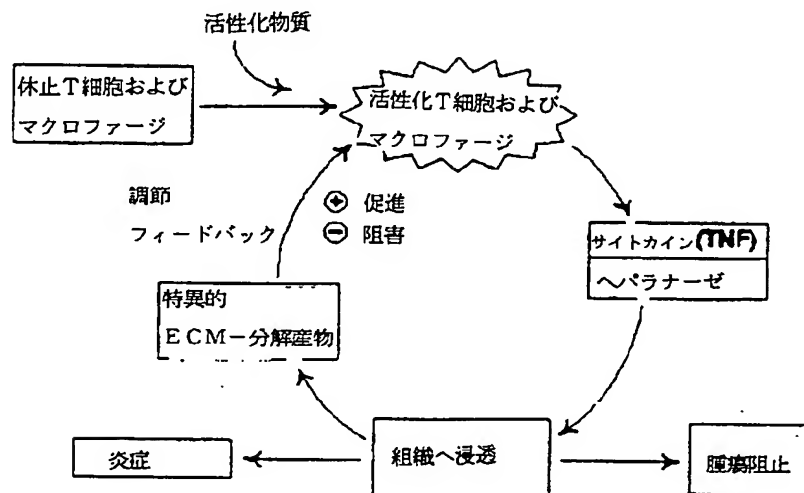 活性化物質
休止T細胞および
マクロファージ
活性化T細胞および
マクロファージ
調節
フィードバック
⊕ 促進
⊖ 阻害
サイトカイン(TNF)
ヘパラナーゼ
特異的
ECM-分解産物
炎症
組織へ浸透
腫瘍阻止